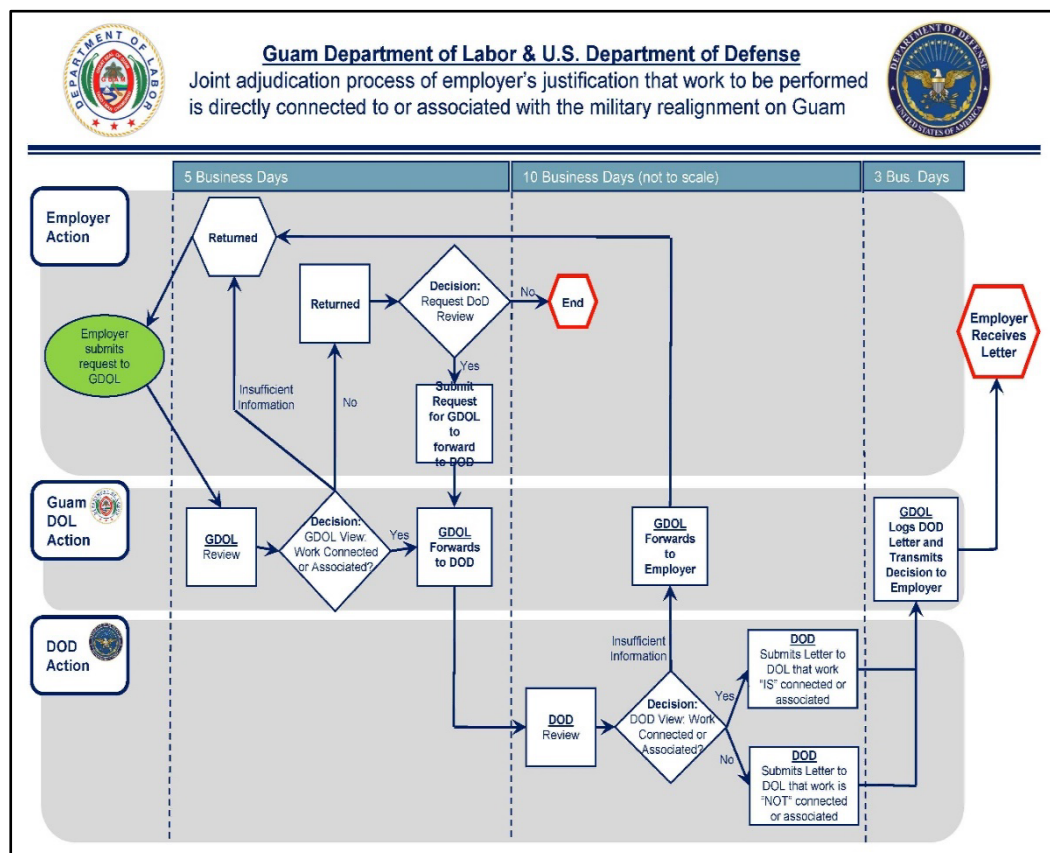 DEPARTMENT OF LABOR
DEPARTMENT OF DEFENSE
UNITED STATES OF AMERICA
Guam Department of Labor & U.S. Department of Defense
Joint adjudication process of employer's justification that work to be performed
is directly connected to or associated with the military realignment on Guam
5 Business Days
10 Business Days (not to scale)
3 Bus. Days
Employer
Action
Returned
Returned
Decision:
Request DoD
Review
No
End
Employer
Receives
Letter
Employer
submits
request to
GDOL
Insufficient
Information
No
Yes
Submit
Request
for GDOL
to
forward
to DOD
Guam
DOL
Action
GDOL
Review
Decision:
GDOL View:
Work Connected
or Associated?
Yes
GDOL
Forwards
to DOD
GDOL
Forwards
to
Employer
GDOL
Logs DOD
Letter and
Transmits
Decision to
Employer
DOD
Action
Insufficient
Information
DOD
Review
Decision:
DOD View: Work
Connected or
Associated?
Yes
DOD
Submits Letter to
DOL that work
"IS" connected or
associated
No
DOD
Submits Letter to
DOL that work is
"NOT" connected
or associated